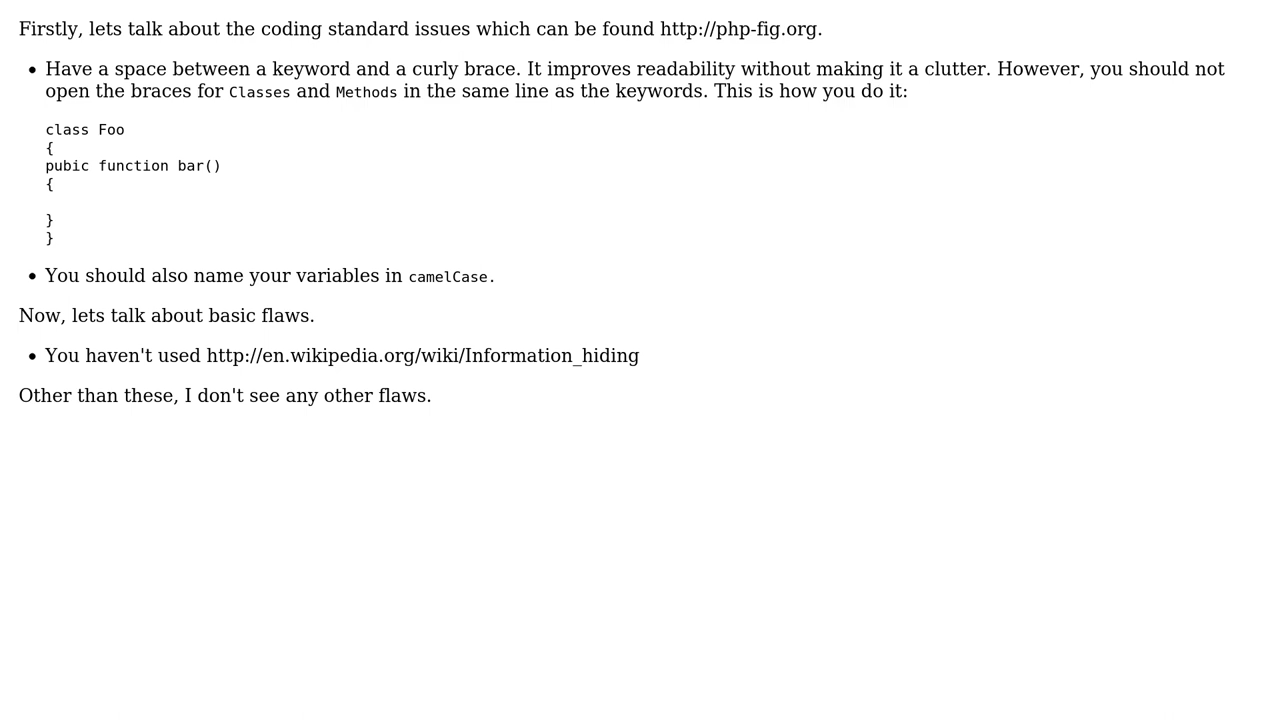 Firstly, lets talk about the coding standard issues which can be found http://php-fig.org.
• Have a space between a keyword and a curly brace. It improves readability without making it a clutter. However, you should not
open the braces for Classes and Methods in the same line as the keywords. This is how you do it:
class Foo
{
pubic function bar()
{
}
}
• You should also name your variables in camelCase.
Now, lets talk about basic flaws.
• You haven't used http://en.wikipedia.org/wiki/Information_hiding
Other than these, I don't see any other flaws.